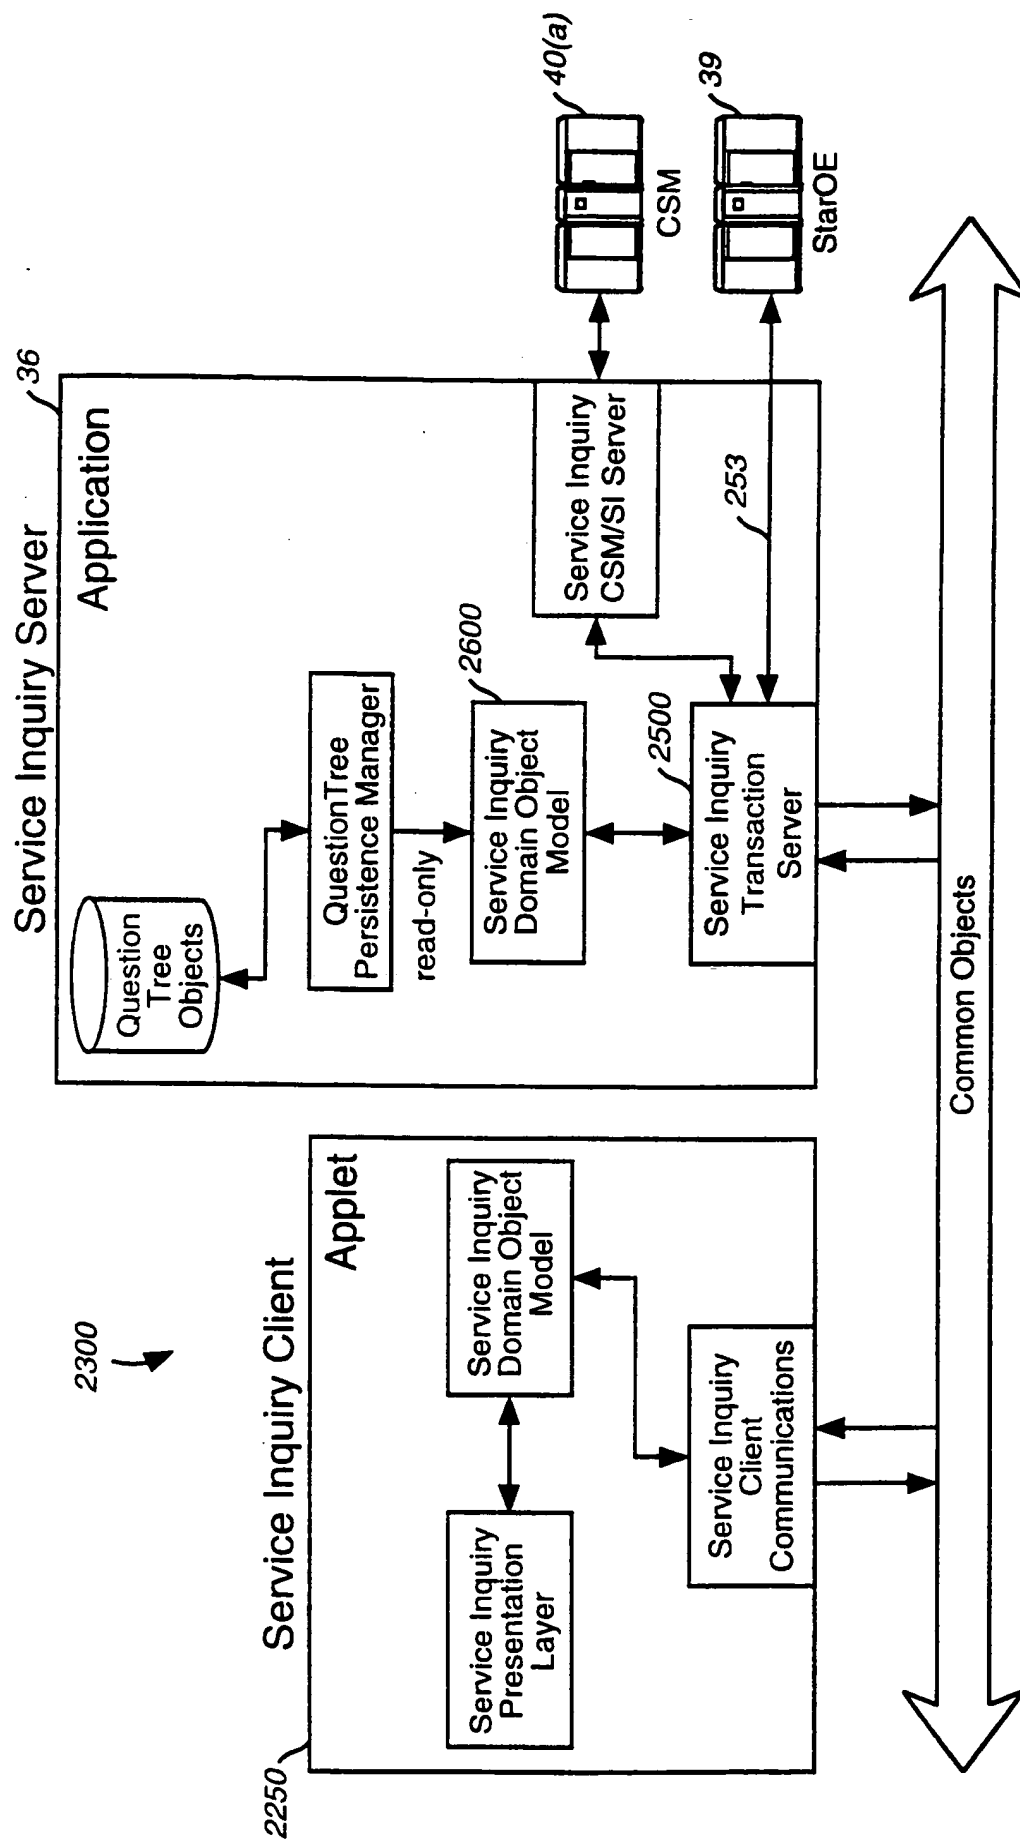 2300
Service Inquiry Client
2250
Applet
Service Inquiry
Presentation
Layer
Service Inquiry
Domain Object
Model
Service Inquiry
Client
Communications
Service Inquiry Server
36
Application
Question
Tree
Objects
QuestionTree
Persistence Manager
read-only
2600
Service Inquiry
Domain Object
Model
2500
Service Inquiry
Transaction
Server
Service Inquiry
CSM/SI Server
253
40(a)
CSM
39
StarOE
Common Objects